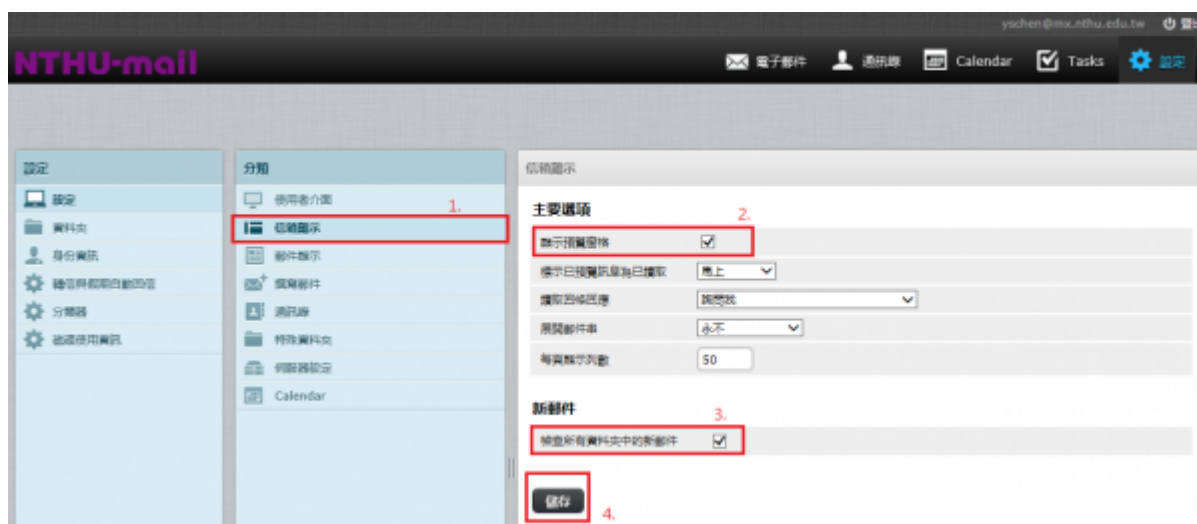 yschen@mx.nthu.edu.tw
NTHU-mail
電子郵件
通訊錄
Calendar
Tasks
設定
設定
設定
資料夾
身份資訊
轉信與假期自動回信
分類器
磁碟使用資訊
分類
使用者介面
1.
信箱顯示
郵件顯示
撰寫郵件
通訊錄
特殊資料夾
伺服器設定
Calendar
信箱顯示
主要選項
2.
顯示預覽窗格
標示已預覽訊息為已讀取
馬上
讀取回條回應
詢問我
展開郵件串
永不
每頁顯示列數
50
新郵件
3.
檢查所有資料夾中的新郵件
儲存
4.